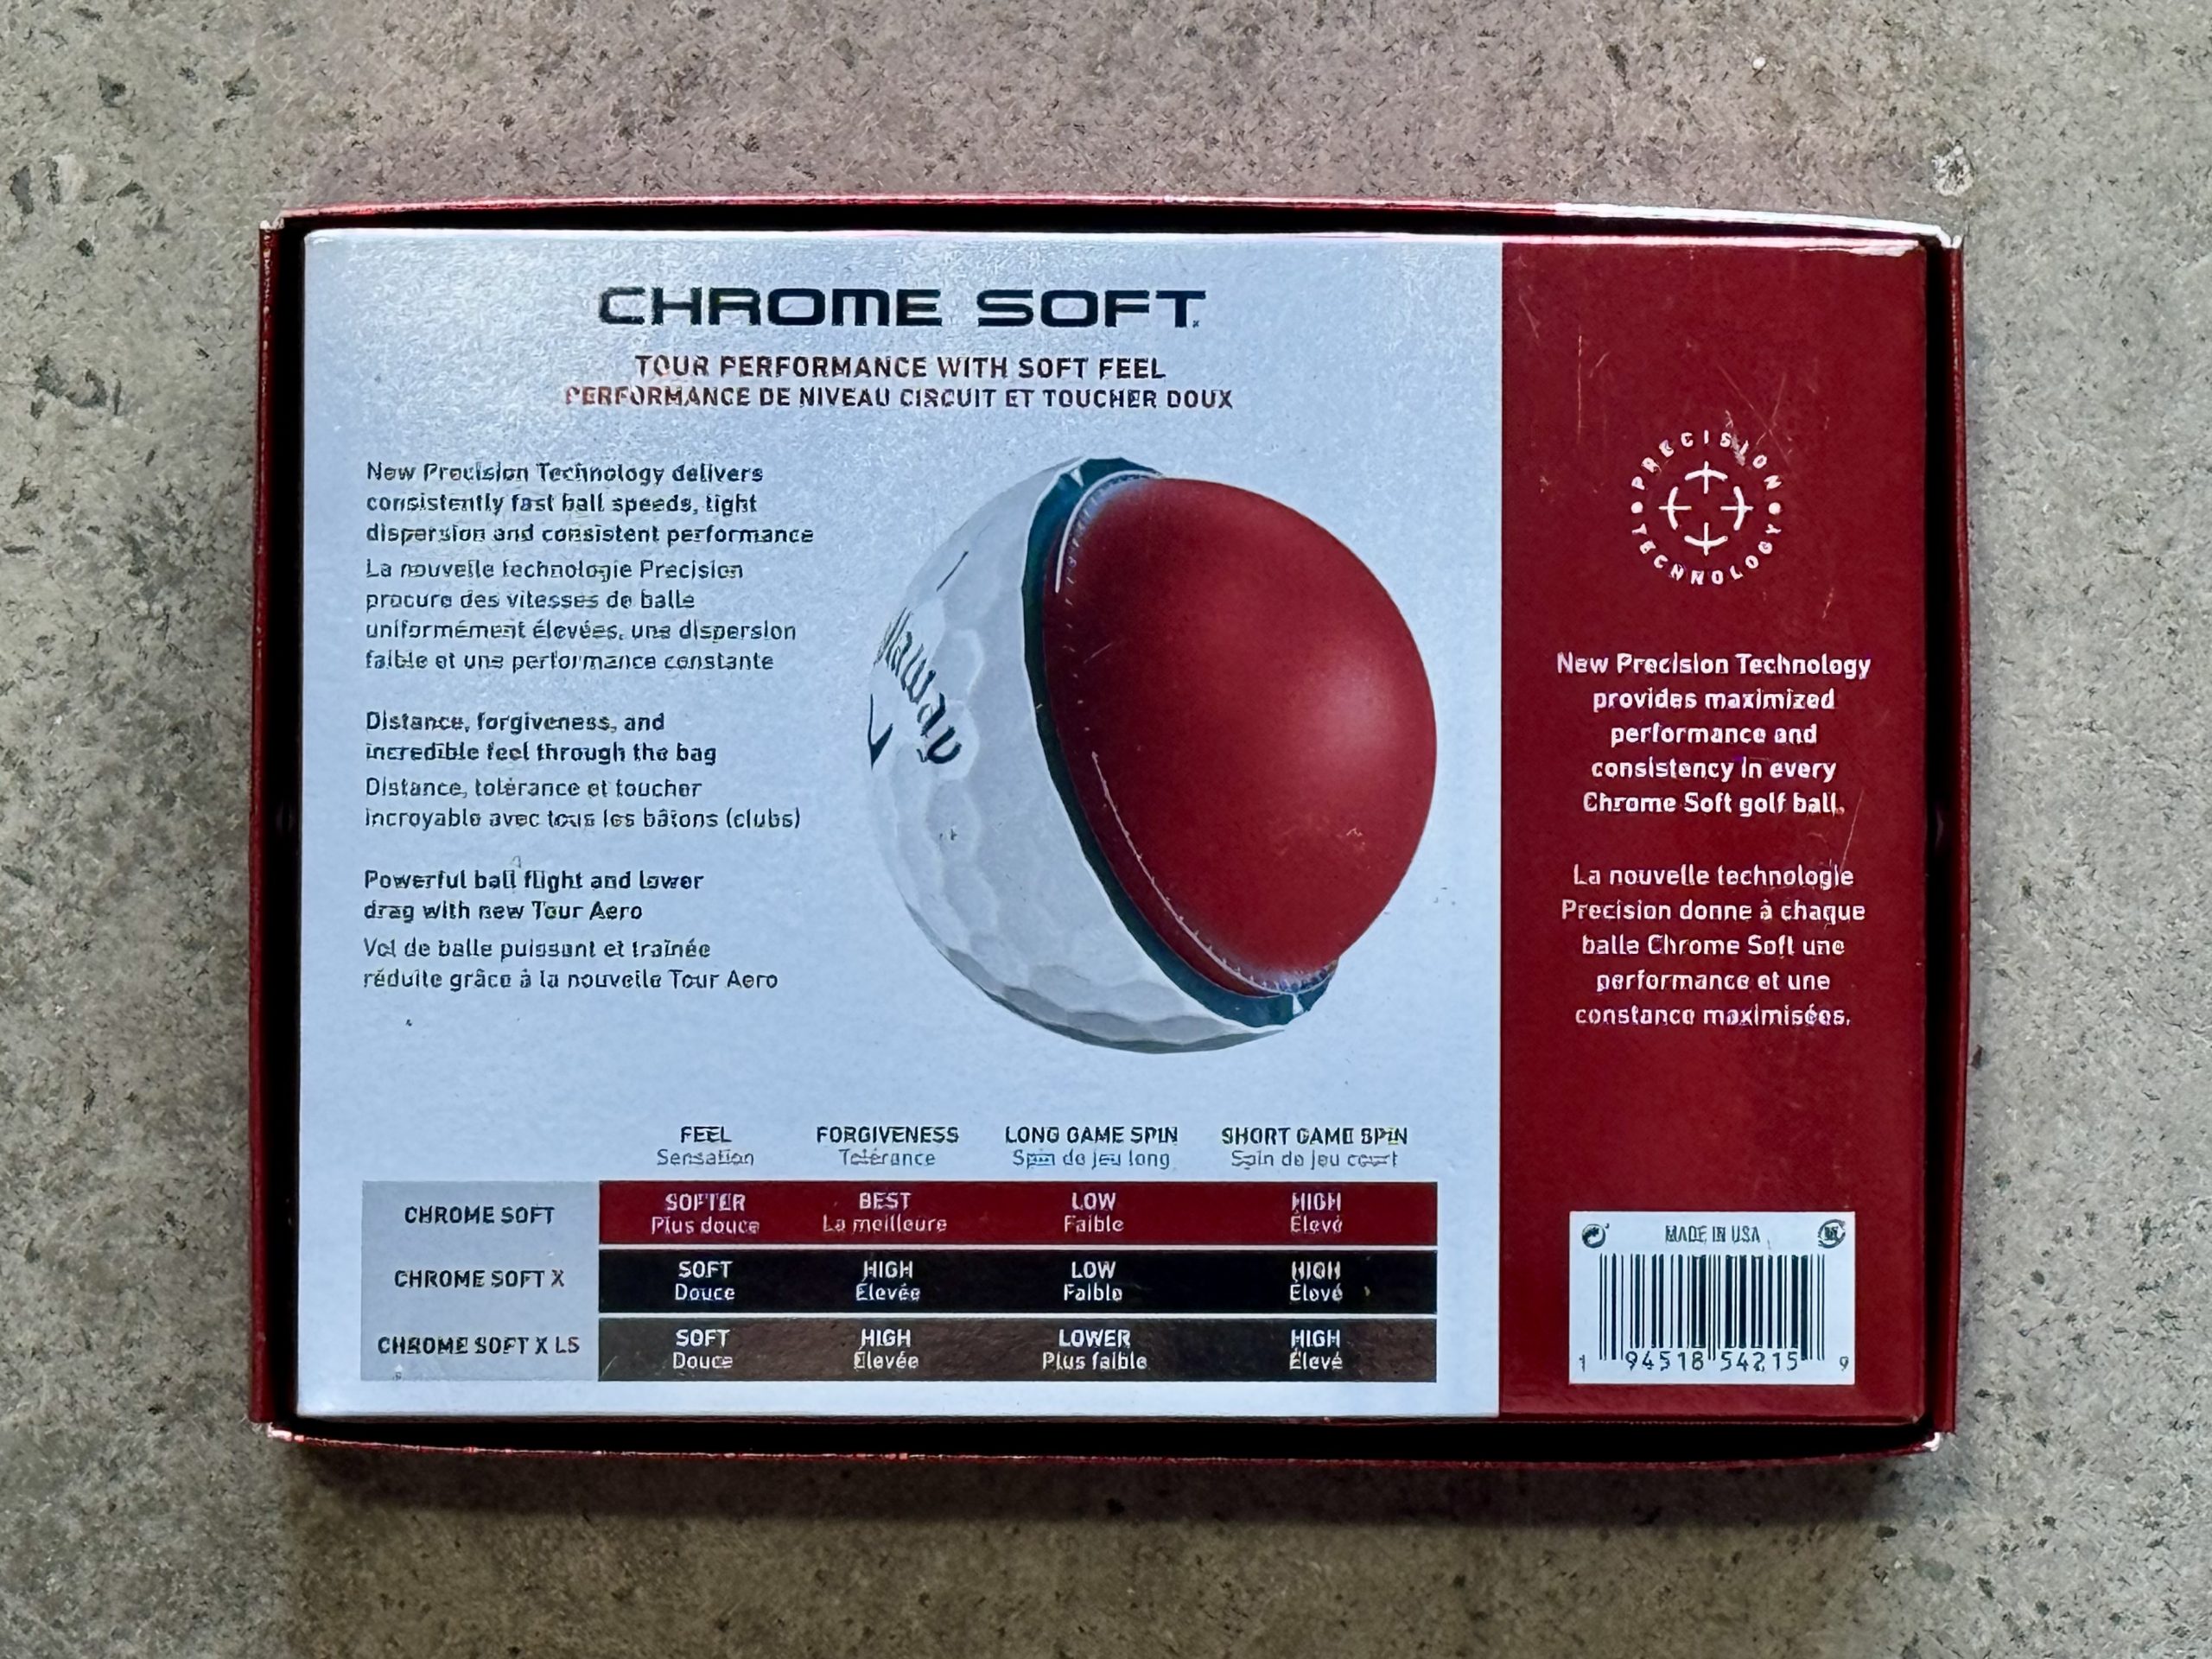 CHROME SOFT
TOUR PERFORMANCE WITH SOFT FEEL
PERFORMANCE DE NIVEAU CIRCUIT ET TOUCHER DOUX
New Precision Technology delivers
consistently fast ball speeds, tight
dispersion and consistent performance
La nouvelle technologie Precision
procure des vitesses de balle
uniformément élevées, une dispersion
faible et une performance constante
Distance, forgiveness, and
incredible feel through the bag
Distance, tolérance et toucher
incroyable avec tous les bâtons (clubs)
Powerful ball flight and lower
drag with new Tour Aero
Vol de balle puissant et traînée
réduite grâce à la nouvelle Tour Aero
FEEL FORGIVENESS LONG GAME SPIN SHORT GAME SPIN
Sensation Tolérance Spin de jeu long Spin de jeu court
CHROME SOFT
SOFTER BEST LOW HIGH
Plus douce La meilleure Faible Élevé
CHROME SOFT X
SOFT HIGH LOW HIGH
Douce Élevée Faible Élevé
CHROME SOFT X LS
SOFT HIGH LOWER HIGH
Douce Élevée Plus faible Élevé
PRECISION
TECHNOLOGY
New Precision Technology
provides maximized
performance and
consistency in every
Chrome Soft golf ball.
La nouvelle technologie
Precision donne à chaque
balle Chrome Soft une
performance et une
constance maximisées.
MADE IN USA
1 94518 54215 9